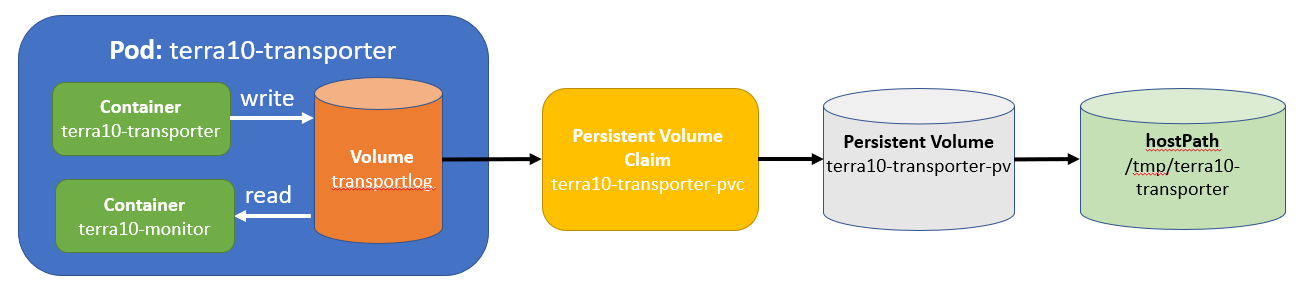 Pod: terra10-transporter
Container
terra10-transporter
write
Volume
transportlog
read
Container
terra10-monitor
Persistent Volume
Claim
terra10-transporter-pvc
Persistent Volume
terra10-transporter-pv
hostPath
/tmp/terra10-
transporter